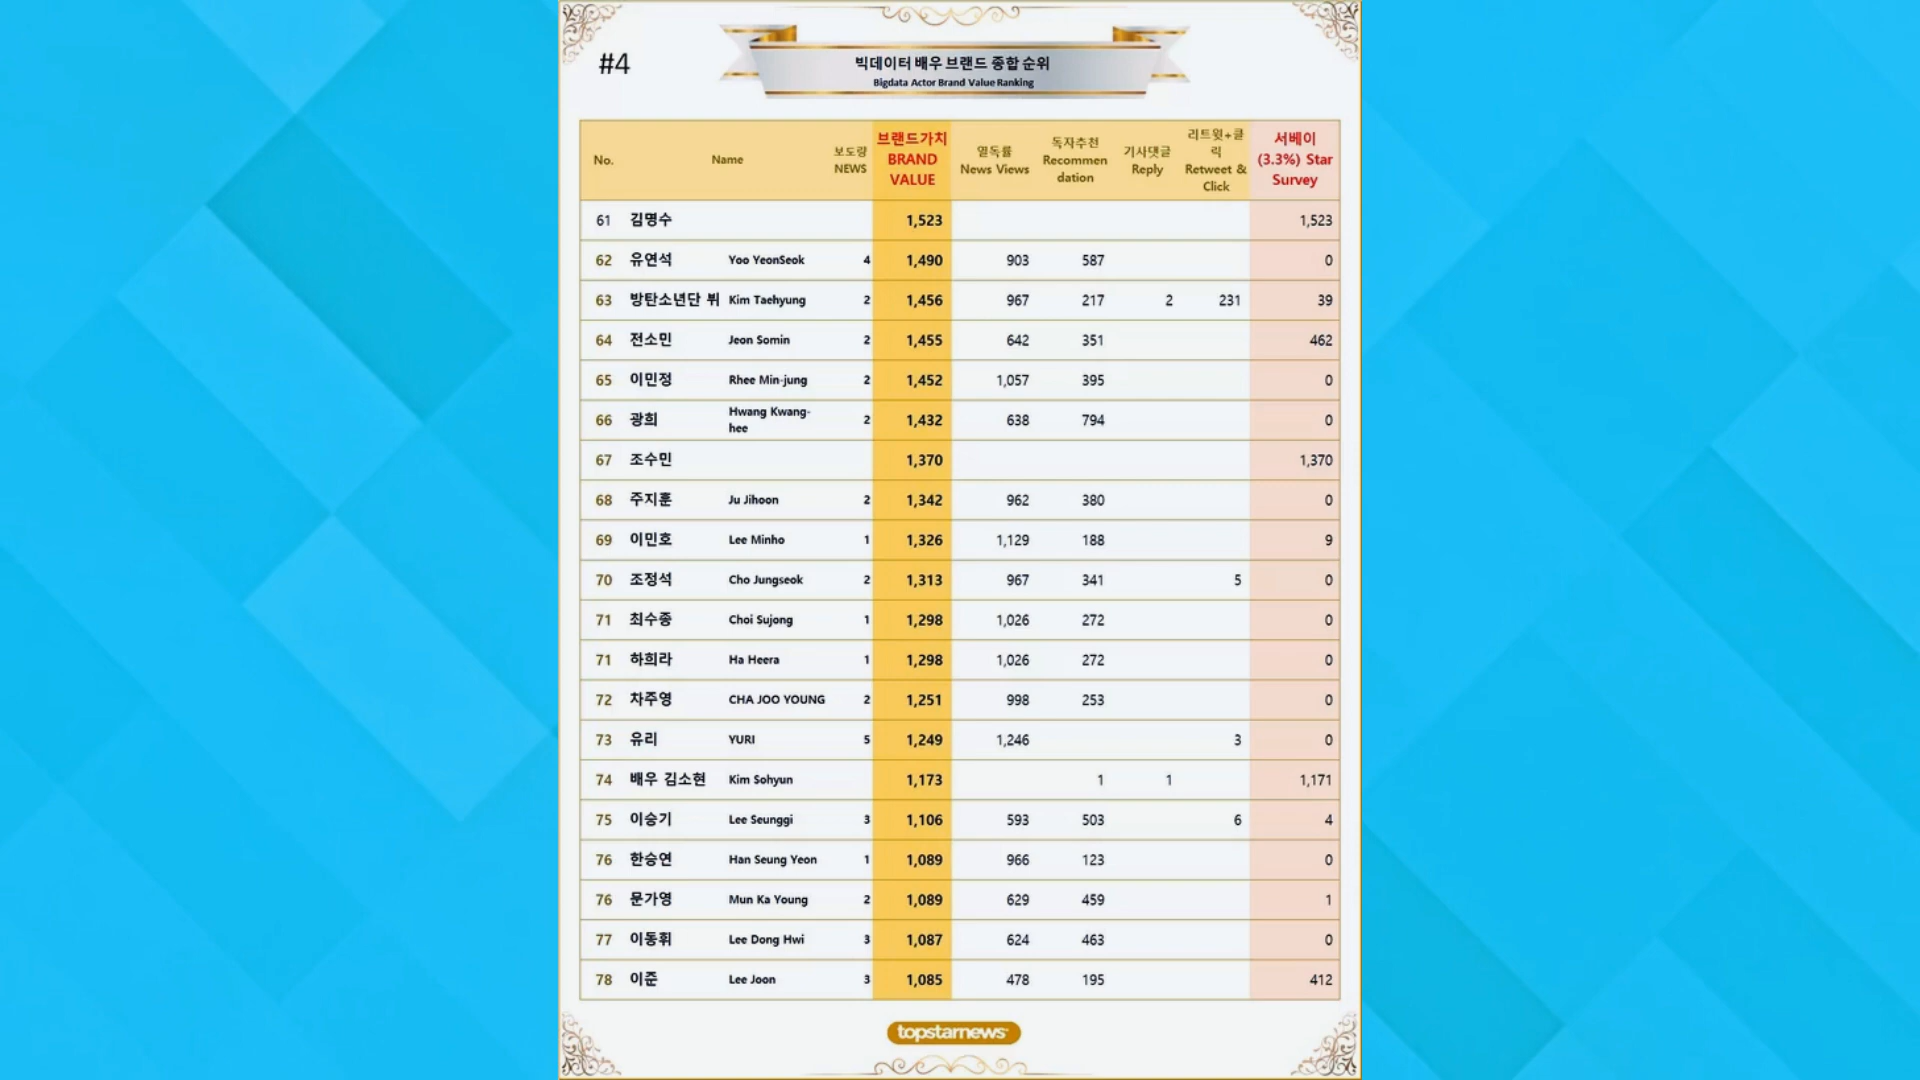 #4
빅데이터 배우 브랜드 종합 순위
Bigdata Actor Brand Value Ranking
No. Name 보도량 NEWS 브랜드가치 BRAND VALUE 열독률 News Views 독자추천 Recommen dation 기사댓글 Reply 리트윗+클 릭 Retweet & Click 서베이 (3.3%) Star Survey
61 김명수 1,523 1,523
62 유연석 Yoo YeonSeok 4 1,490 903 587 0
63 방탄소년단 뷔 Kim Taehyung 2 1,456 967 217 2 231 39
64 전소민 Jeon Somin 2 1,455 642 351 462
65 이민정 Rhee Min-jung 2 1,452 1,057 395 0
66 광희 Hwang Kwang-hee 2 1,432 638 794 0
67 조수민 1,370 1,370
68 주지훈 Ju Jihoon 2 1,342 962 380 0
69 이민호 Lee Minho 1 1,326 1,129 188 9
70 조정석 Cho Jungseok 2 1,313 967 341 5 0
71 최수종 Choi Sujong 1 1,298 1,026 272 0
71 하희라 Ha Heera 1 1,298 1,026 272 0
72 차주영 CHA JOO YOUNG 2 1,251 998 253 0
73 유리 YURI 5 1,249 1,246 3 0
74 배우 김소현 Kim Sohyun 1,173 1 1 1,171
75 이승기 Lee Seunggi 3 1,106 593 503 6 4
76 한승연 Han Seung Yeon 1 1,089 966 123 0
76 문가영 Mun Ka Young 2 1,089 629 459 1
77 이동휘 Lee Dong Hwi 3 1,087 624 463 0
78 이준 Lee Joon 3 1,085 478 195 412
topstarnews